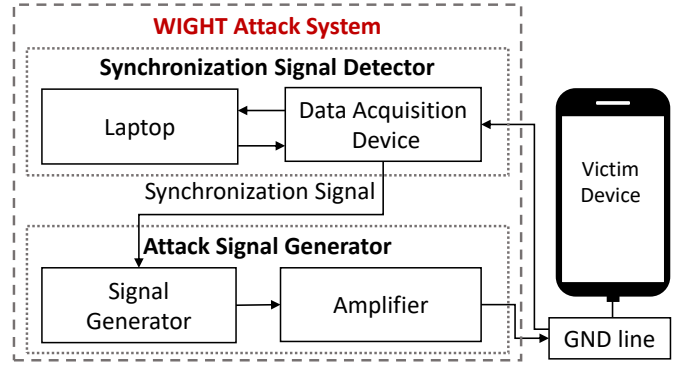 WIGHT Attack System
Synchronization Signal Detector
Laptop
Data Acquisition
Device
Victim
Device
Synchronization Signal
Attack Signal Generator
Signal
Generator
Amplifier
GND line